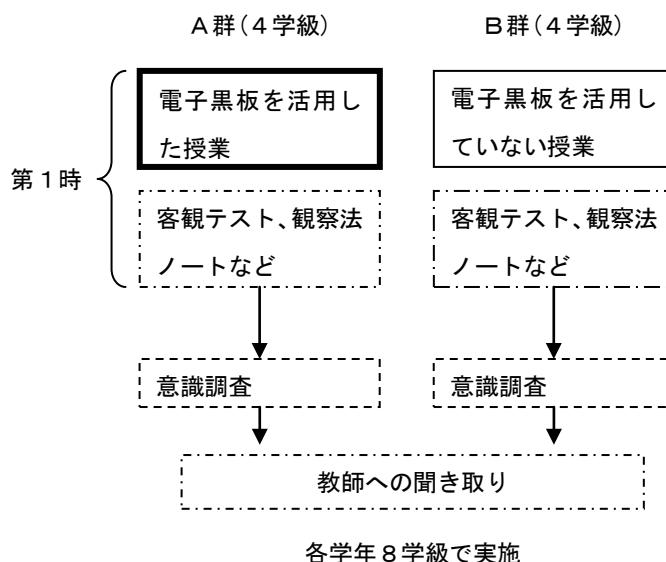 A群(4学級)
B群(4学級)
電子黒板を活用し
た授業
電子黒板を活用し
ていない授業
第1時
客観テスト、観察法
ノートなど
客観テスト、観察法
ノートなど
意識調査
意識調査
教師への聞き取り
各学年8学級で実施